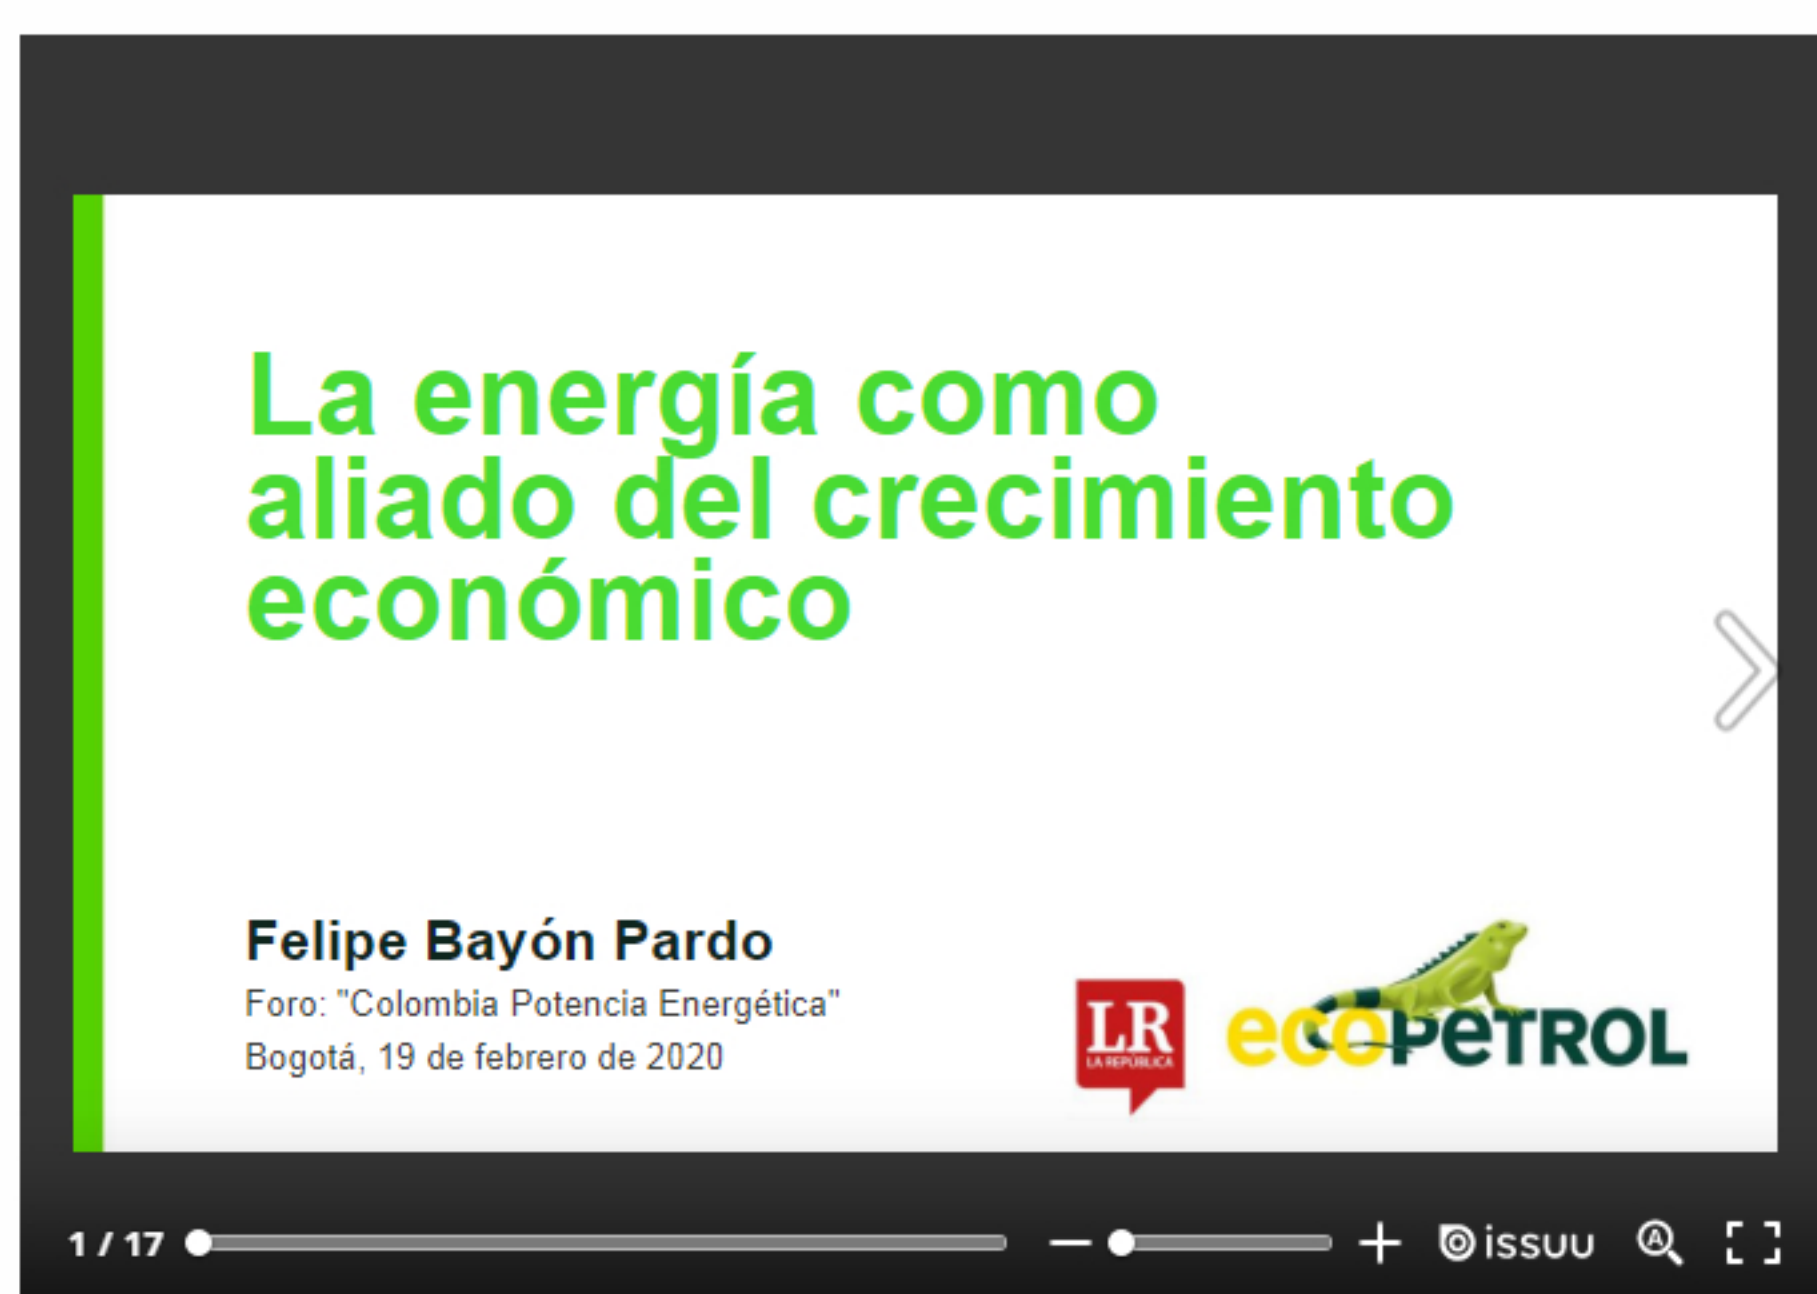 La energía como
aliado del crecimiento
económico
Felipe Bayón Pardo
Foro: "Colombia Potencia Energética"
Bogotá, 19 de febrero de 2020
LR
LA REPÚBLICA
ecoPeTROL
1 / 17
issuu
A